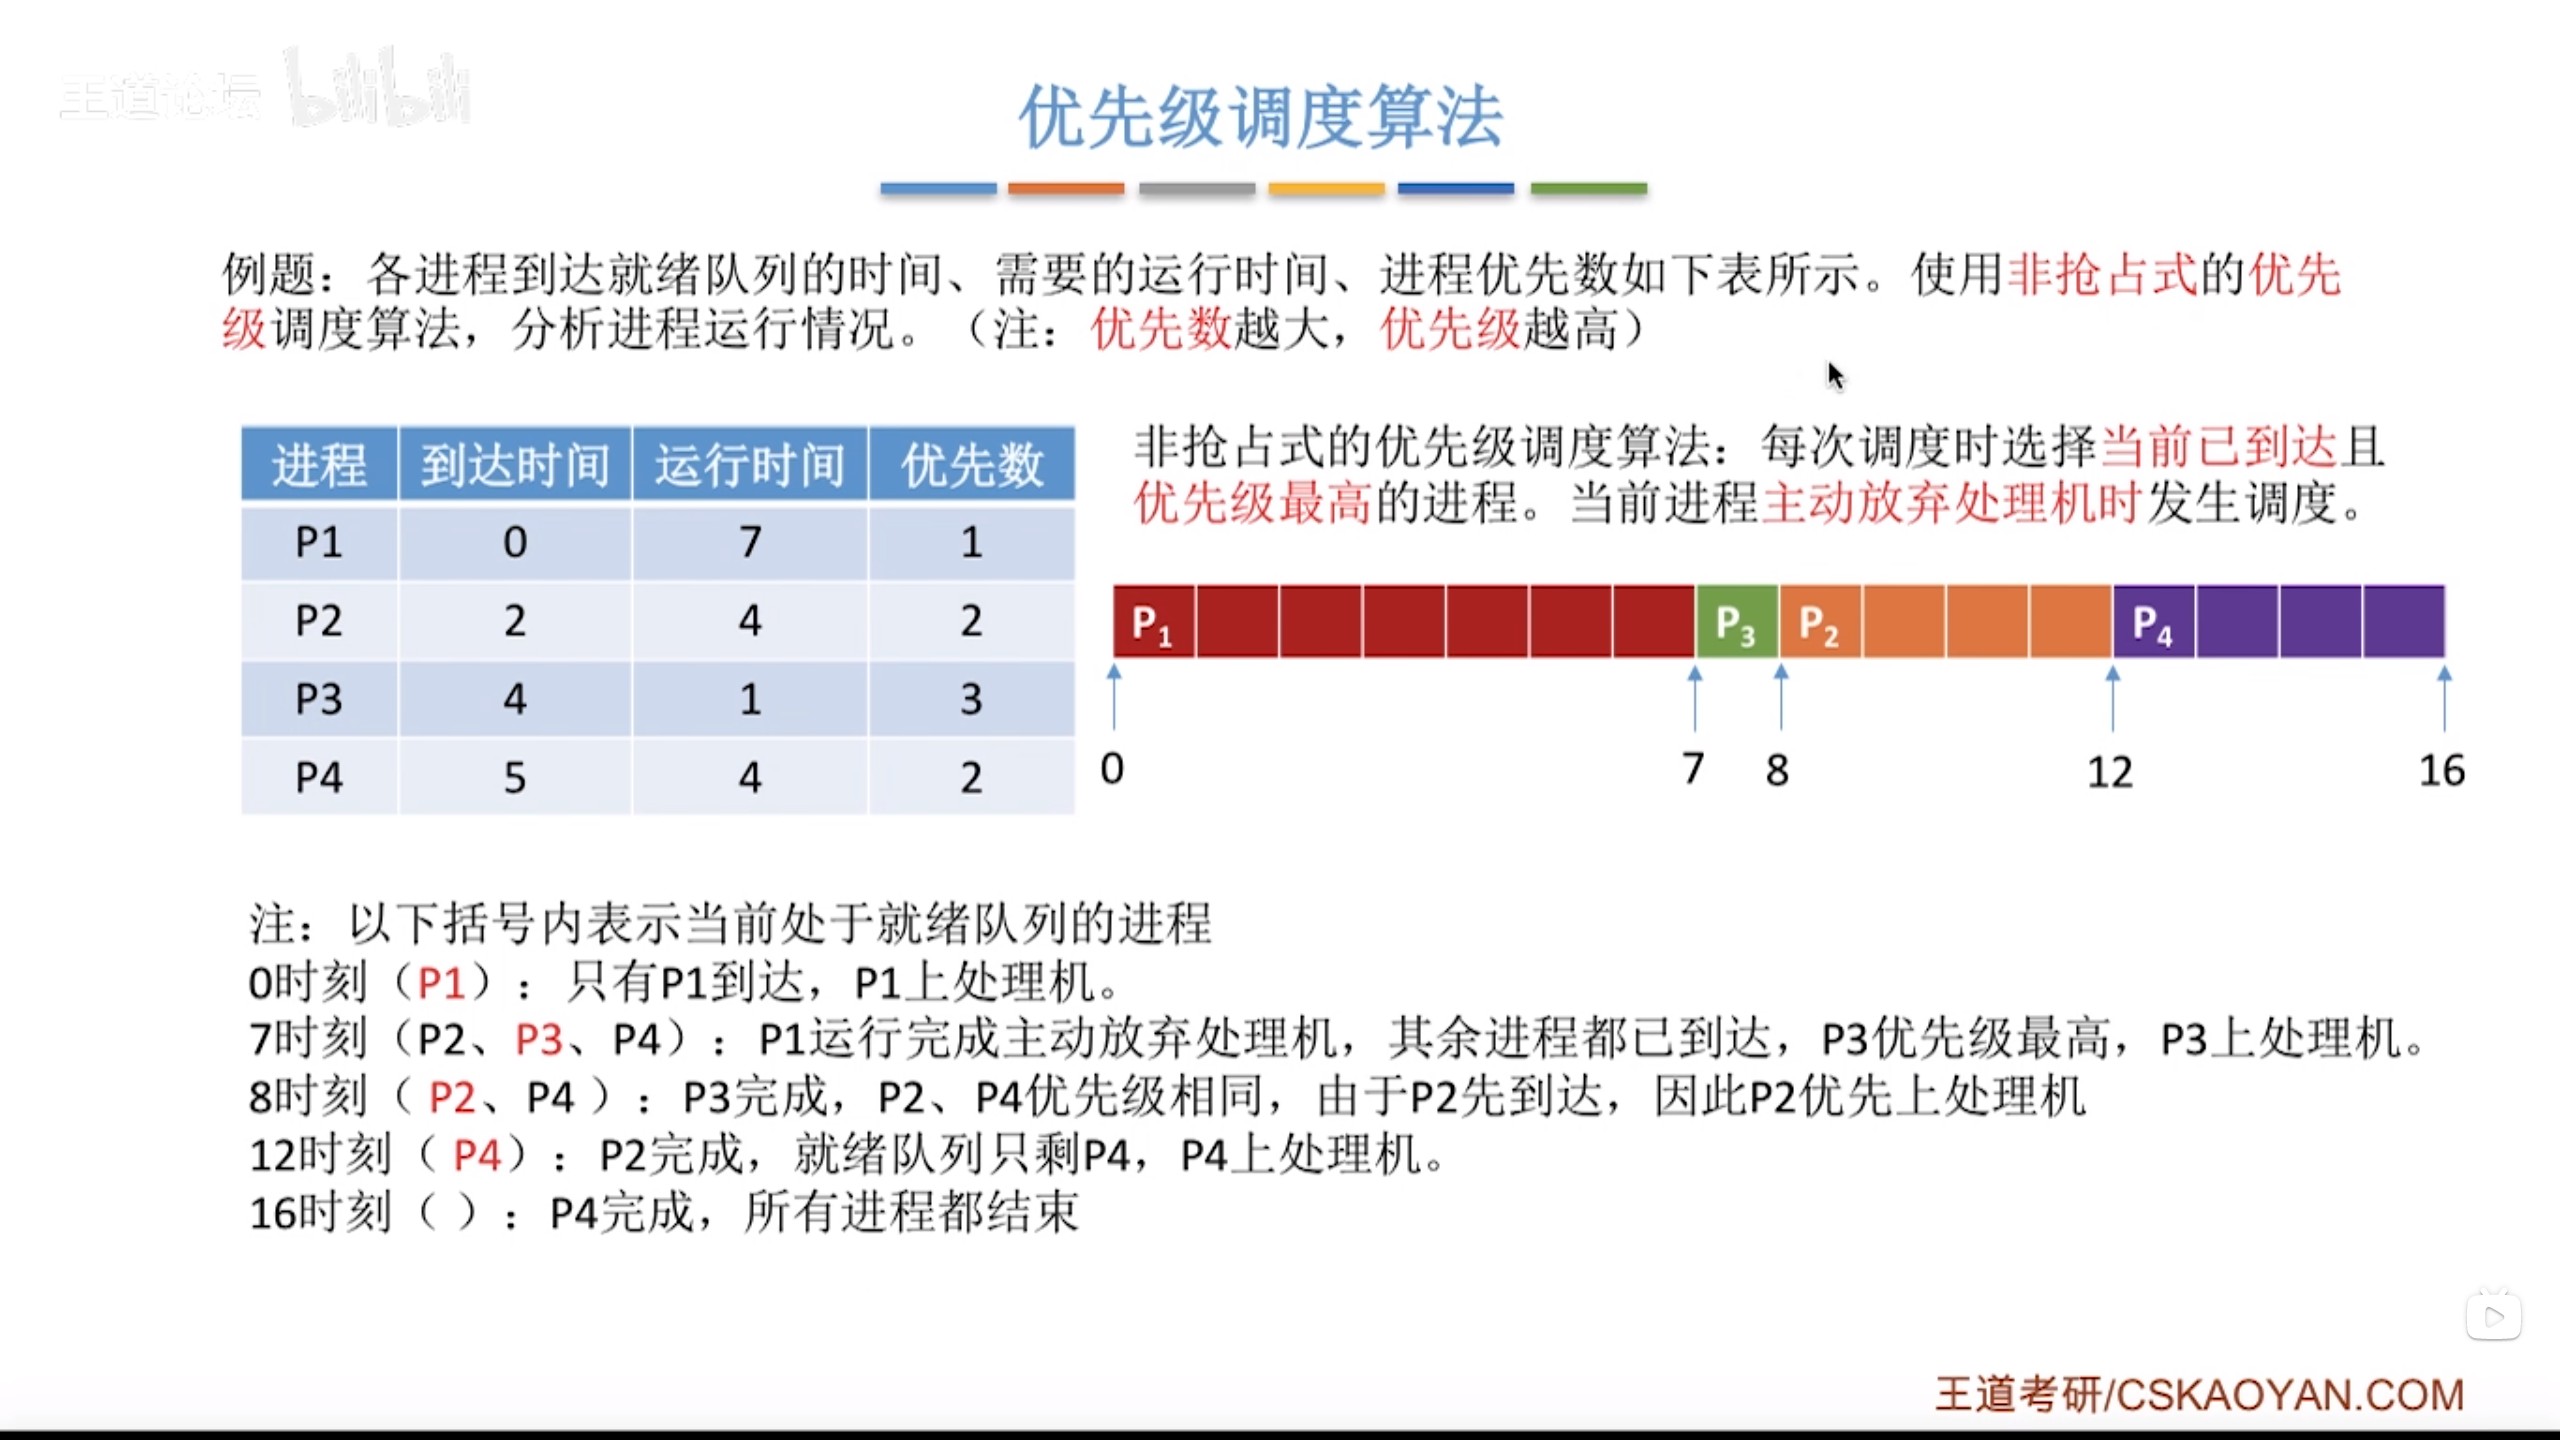 王道论坛 bilibili
优先级调度算法
例题：各进程到达就绪队列的时间、需要的运行时间、进程优先数如下表所示。使用非抢占式的优先
级调度算法，分析进程运行情况。（注：优先数越大，优先级越高）
进程 到达时间 运行时间 优先数
P1 0 7 1
P2 2 4 2
P3 4 1 3
P4 5 4 2
非抢占式的优先级调度算法：每次调度时选择当前已到达且
优先级最高的进程。当前进程主动放弃处理机时发生调度。
P1 P3 P2 P4
0 7 8 12 16
注：以下括号内表示当前处于就绪队列的进程
0时刻（P1）：只有P1到达，P1上处理机。
7时刻（P2、P3、P4）：P1运行完成主动放弃处理机，其余进程都已到达，P3优先级最高，P3上处理机。
8时刻（ P2、P4 ）：P3完成，P2、P4优先级相同，由于P2先到达，因此P2优先上处理机
12时刻（ P4）：P2完成，就绪队列只剩P4，P4上处理机。
16时刻（ ）：P4完成，所有进程都结束
王道考研/CSKAOYAN.COM